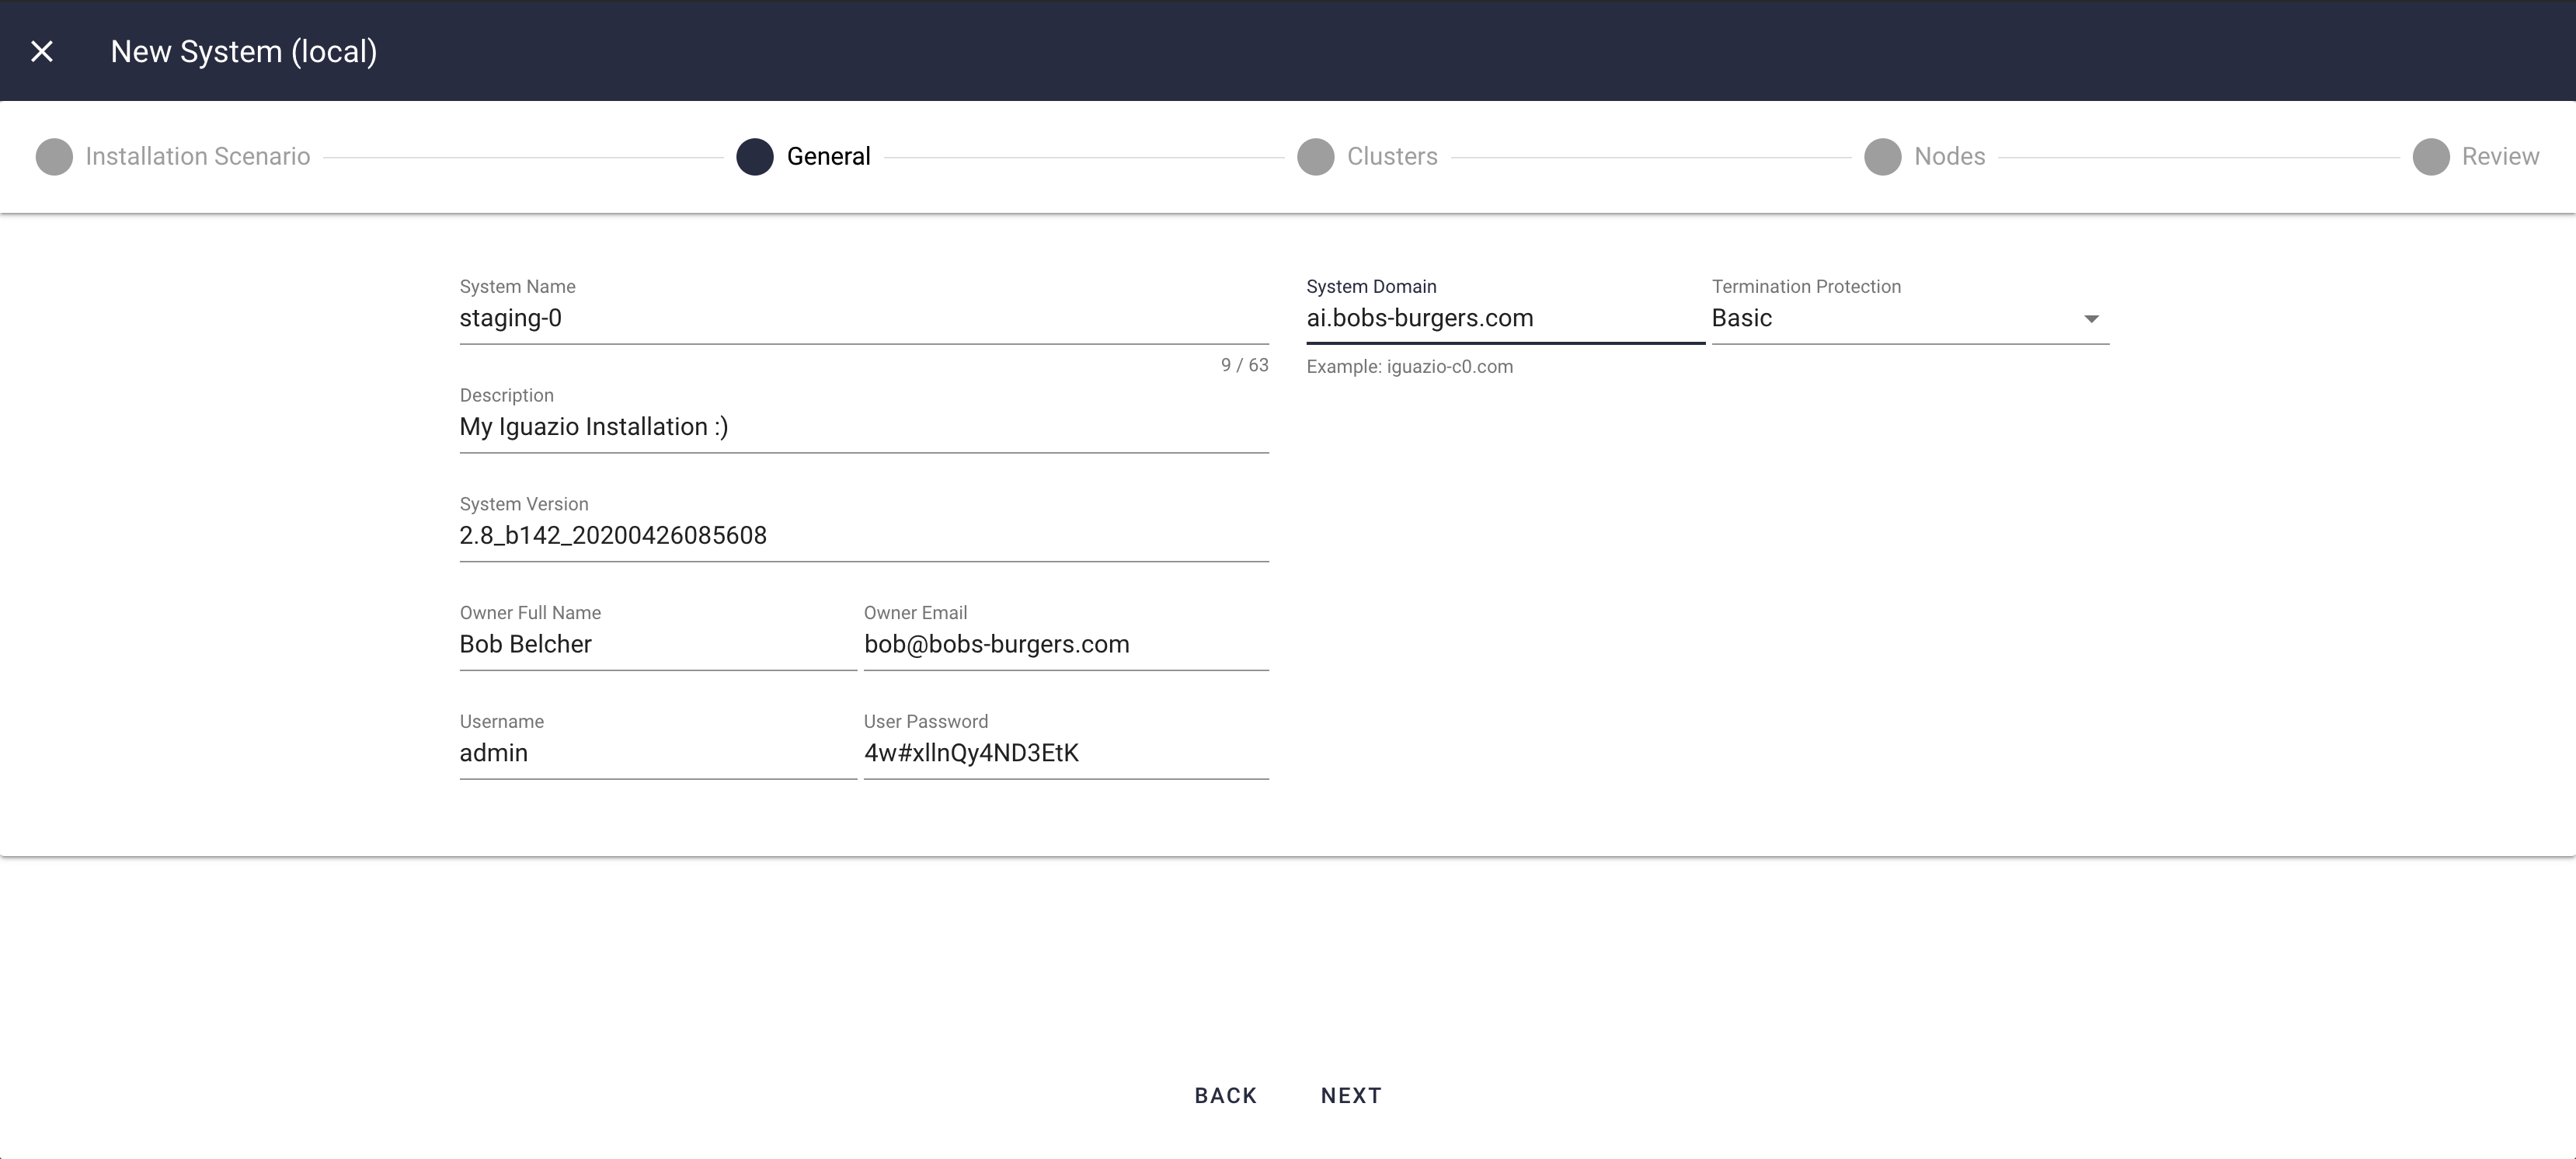 New System (local)
Installation Scenario General Clusters Nodes Review
System Name
staging-0
9 / 63
Description
My Iguazio Installation :)
System Version
2.8_b142_20200426085608
Owner Full Name Owner Email
Bob Belcher bob@bobs-burgers.com
Username User Password
admin 4w#xllnQy4ND3EtK
System Domain Termination Protection
ai.bobs-burgers.com Basic
Example: iguazio-c0.com
BACK NEXT